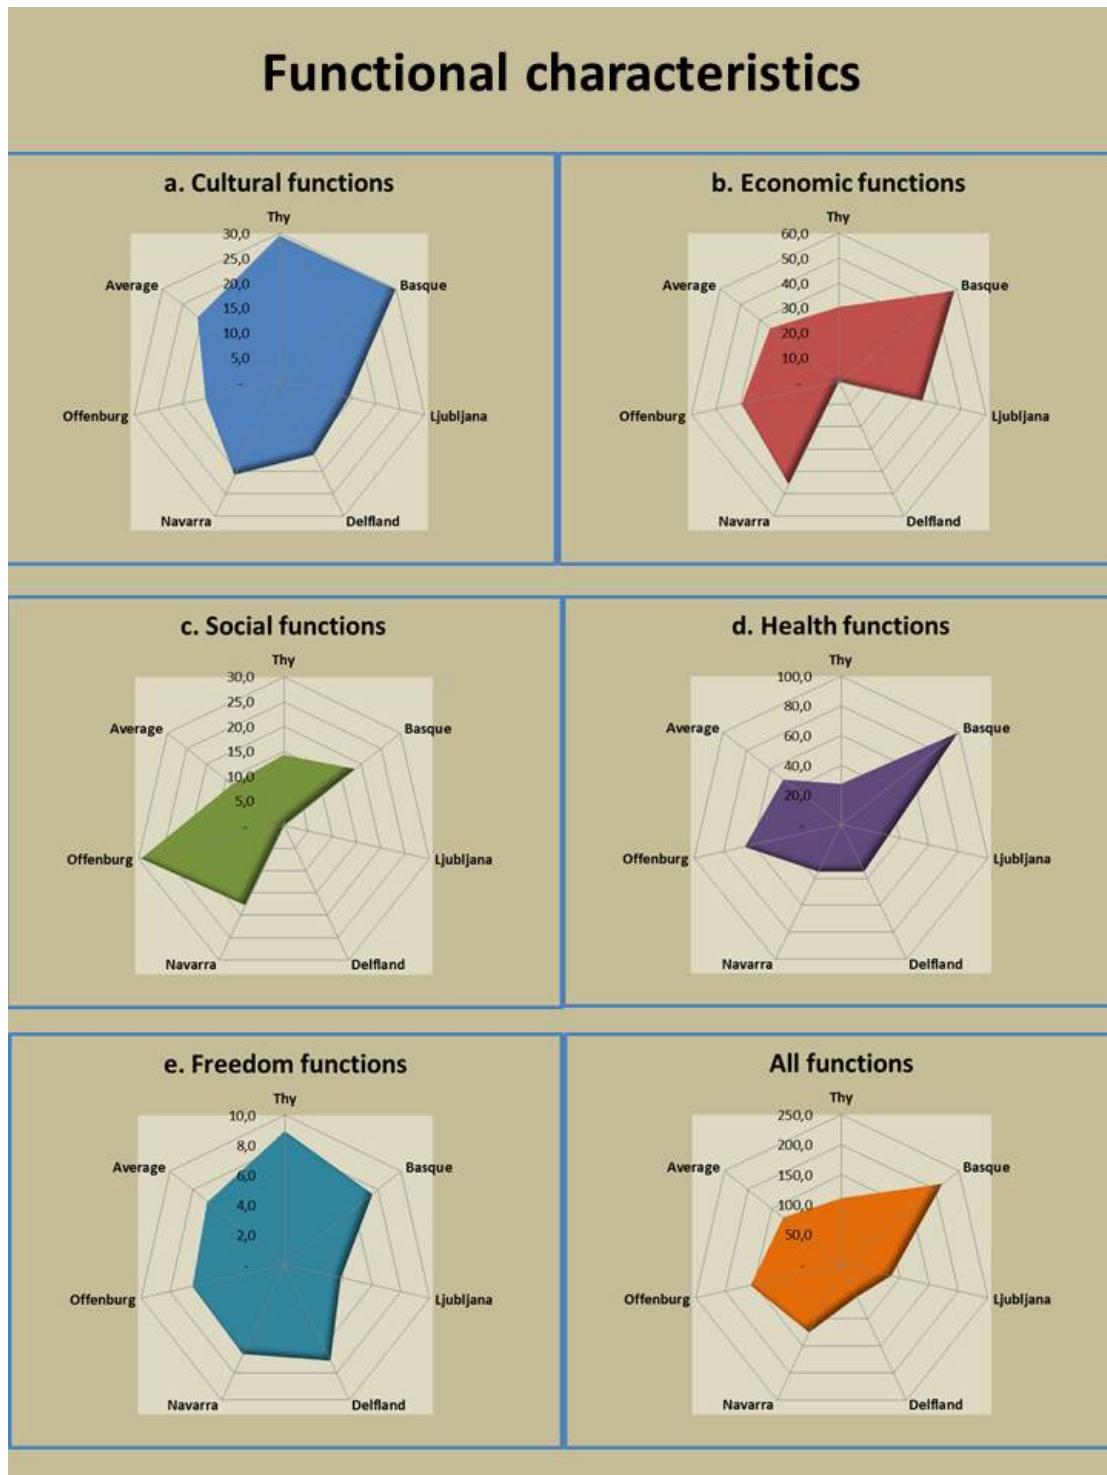 Functional characteristics
a. Cultural functions
Thy
30,0
25,0
Average
Basque
20,0
15,0
10,0
5,0
-
Offenburg
Ljubljana
Navarra
Delfland
b. Economic functions
Thy
60,0
50,0
Average
Basque
40,0
30,0
20,0
10,0
-
Offenburg
Ljubljana
Navarra
Delfland
c. Social functions
Thy
30,0
25,0
Average
Basque
20,0
15,0
10,0
5,0
-
Offenburg
Ljubljana
Navarra
Delfland
d. Health functions
Thy
100,0
80,0
Average
Basque
60,0
40,0
20,0
-
Offenburg
Ljubljana
Navarra
Delfland
e. Freedom functions
Thy
10,0
8,0
Average
Basque
6,0
4,0
2,0
-
Offenburg
Ljubljana
Navarra
Delfland
All functions
Thy
250,0
200,0
Average
Basque
150,0
100,0
50,0
-
Offenburg
Ljubljana
Navarra
Delfland